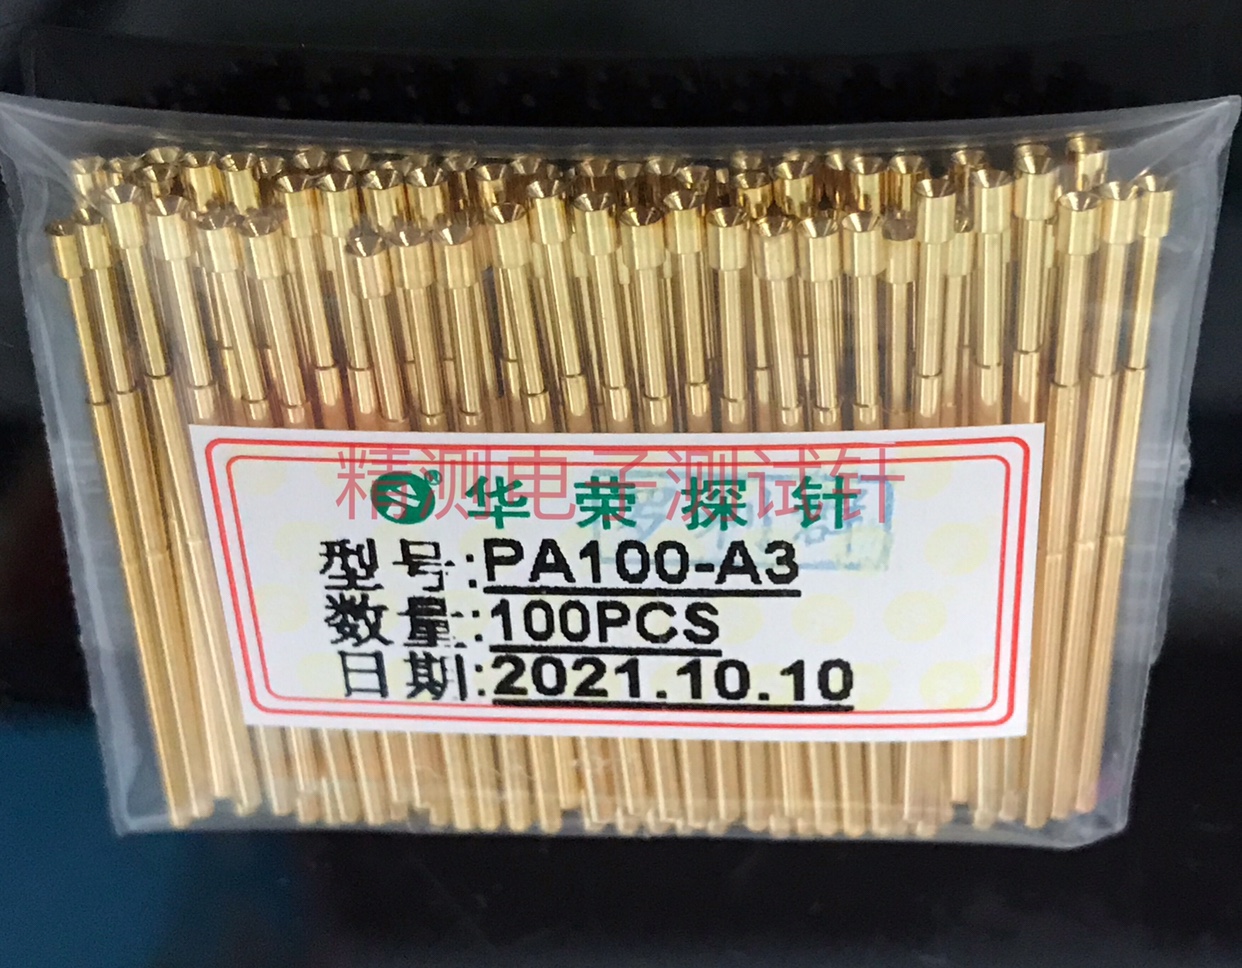 精测电子测试针
® 华荣探针
型号:PA100-A3
数量:100PCS
日期:2021.10.10